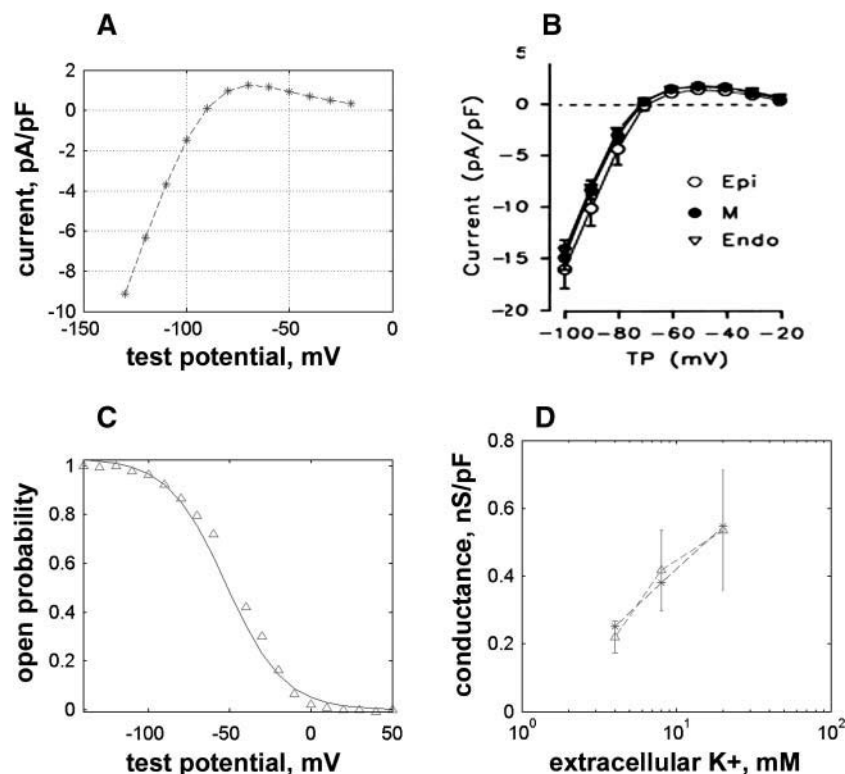 A
current, pA/pF
2
0
-2
-4
-6
-8
-10
-150
-100
-50
0
test potential, mV
B
Current (pA/pF)
5
0
-5
-10
-15
-20
Epi
M
Endo
-100
-80
-60
-40
-20
TP (mV)
C
open probability
1
0.8
0.6
0.4
0.2
0
-100
-50
0
50
test potential, mV
D
conductance, nS/pF
0.8
0.6
0.4
0.2
0
10⁰
10¹
10²
extracellular K+, mM